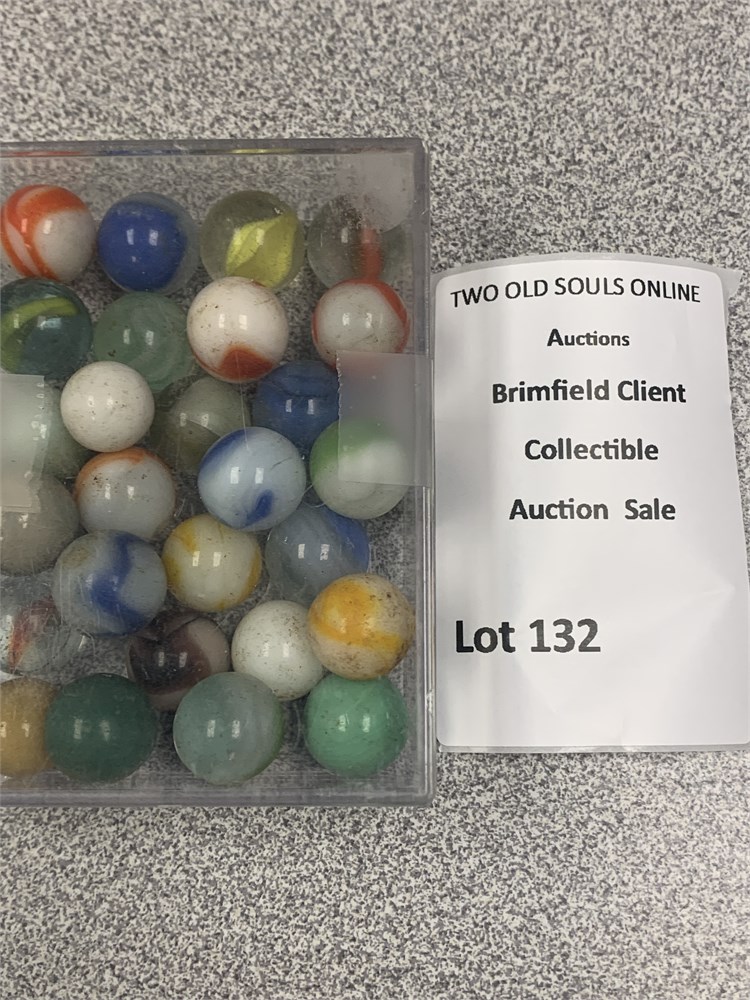 TWO OLD SOULS ONLINE
Auctions
Brimfield Client
Collectible
Auction Sale
Lot 132